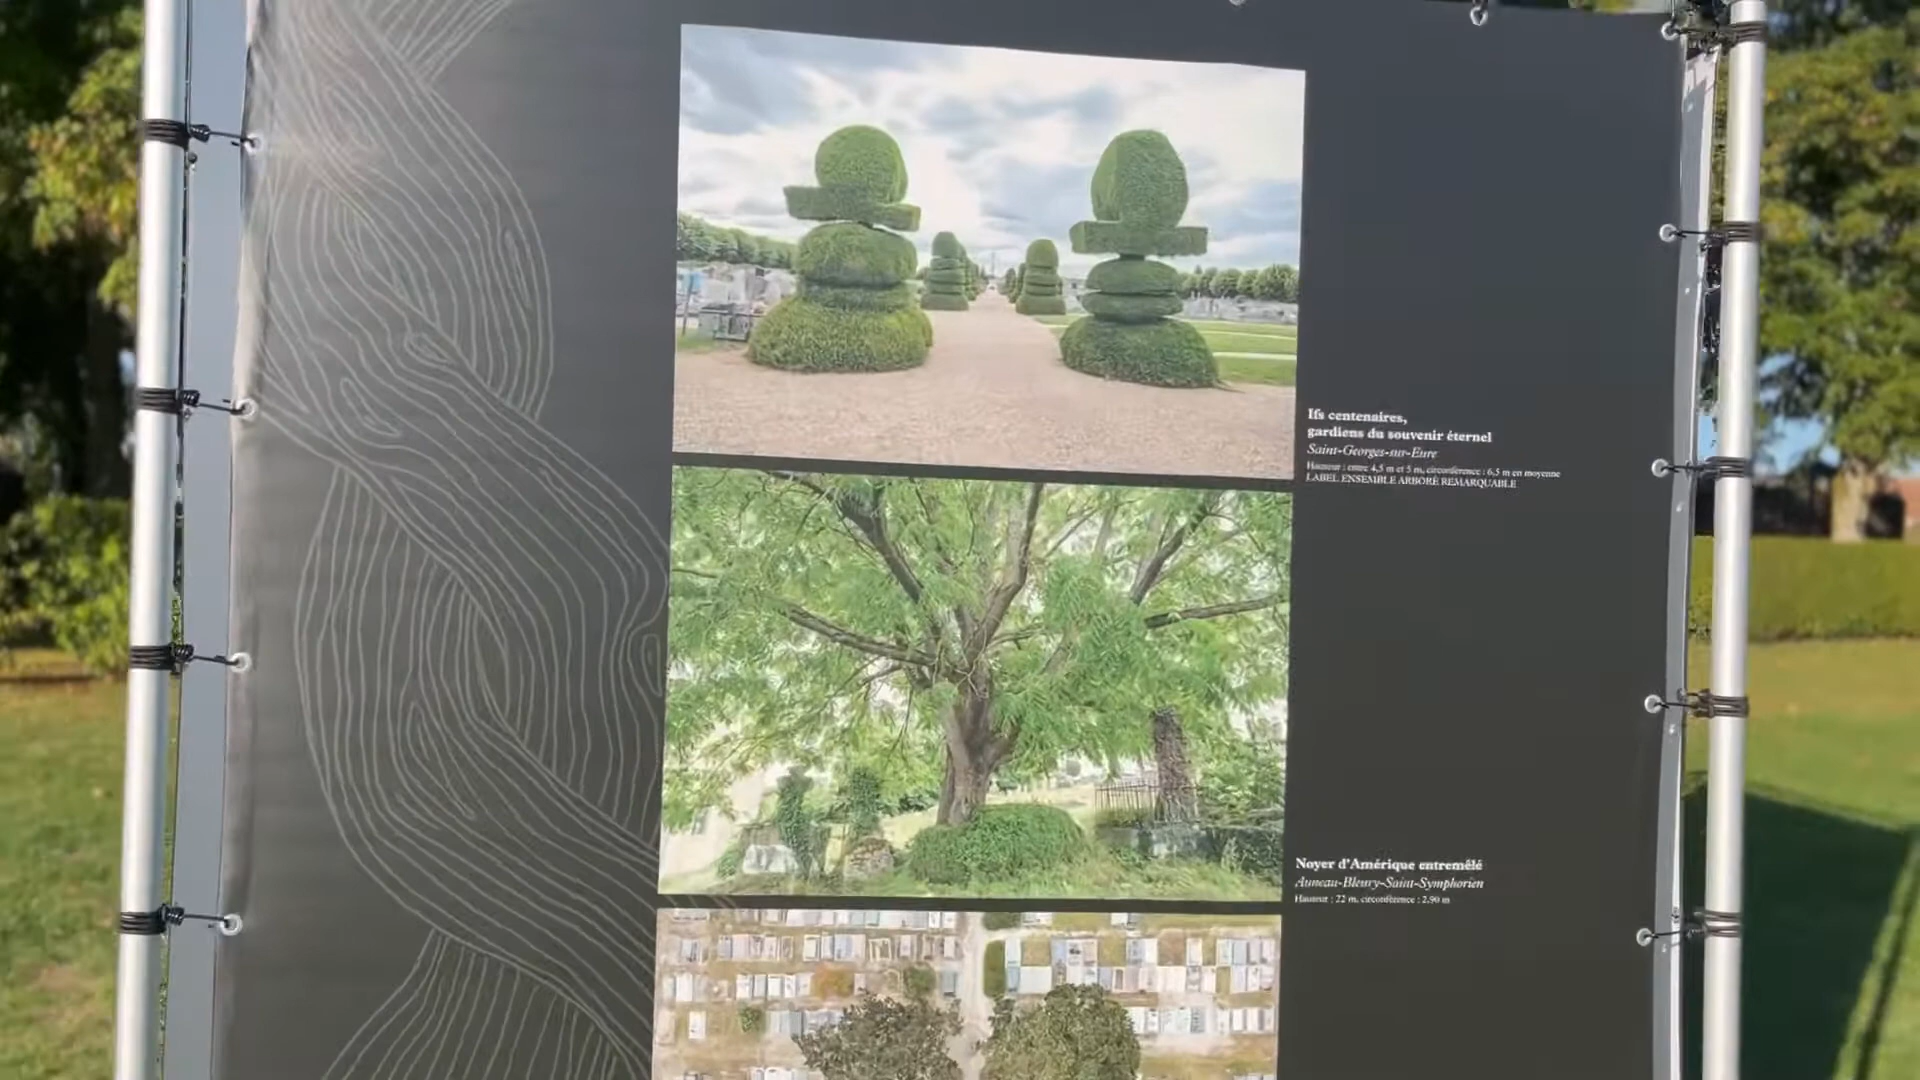 Ifs centenaires,
gardiens du souvenir éternel
Saint-Georges-sur-Eure
Hauteur : entre 4,5 m et 5 m, circonférence : 6,5 m en moyenne
LABEL ENSEMBLE ARBORÉ REMARQUABLE
Noyer d'Amérique entremêlé
Auneau-Bleury-Saint-Symphorien
Hauteur : 22 m, circonférence : 2,90 m